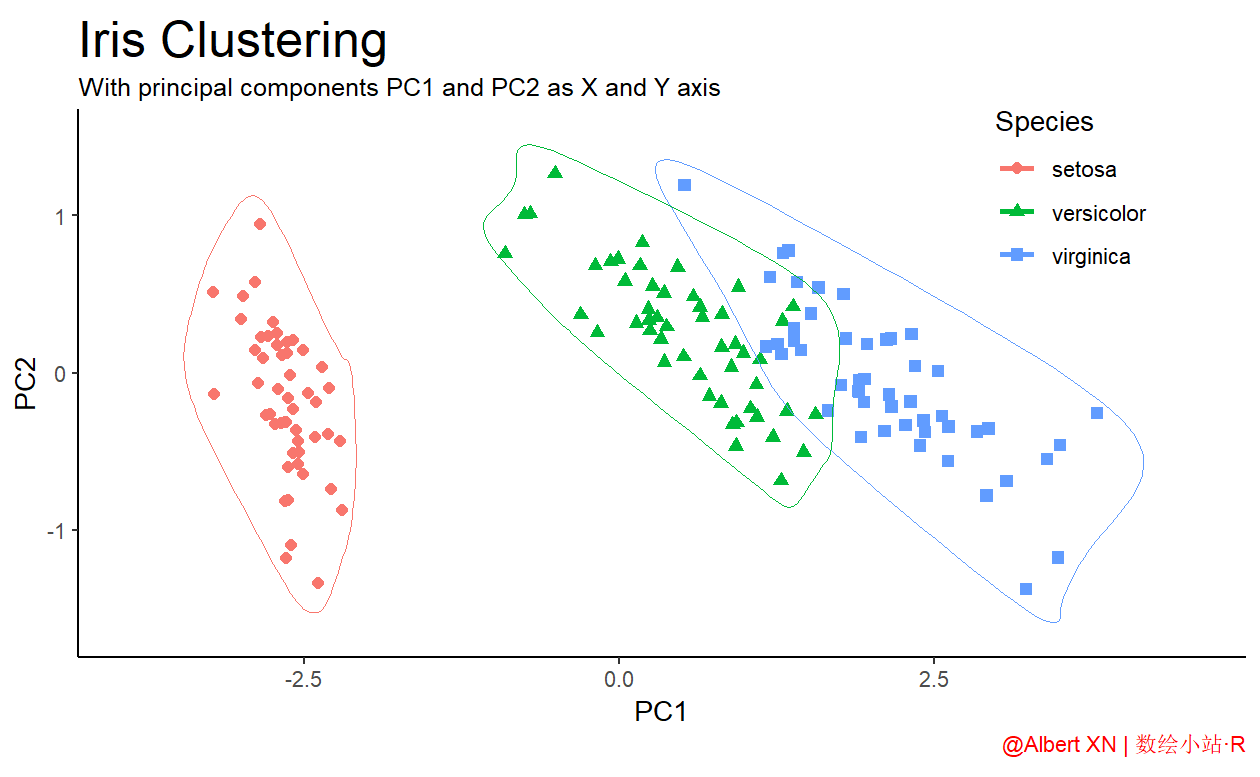 Iris Clustering
With principal components PC1 and PC2 as X and Y axis
Species
setosa
versicolor
virginica
PC2
1
0
-1
-2.5
0.0
2.5
PC1
@Albert XN | 数绘小站·R